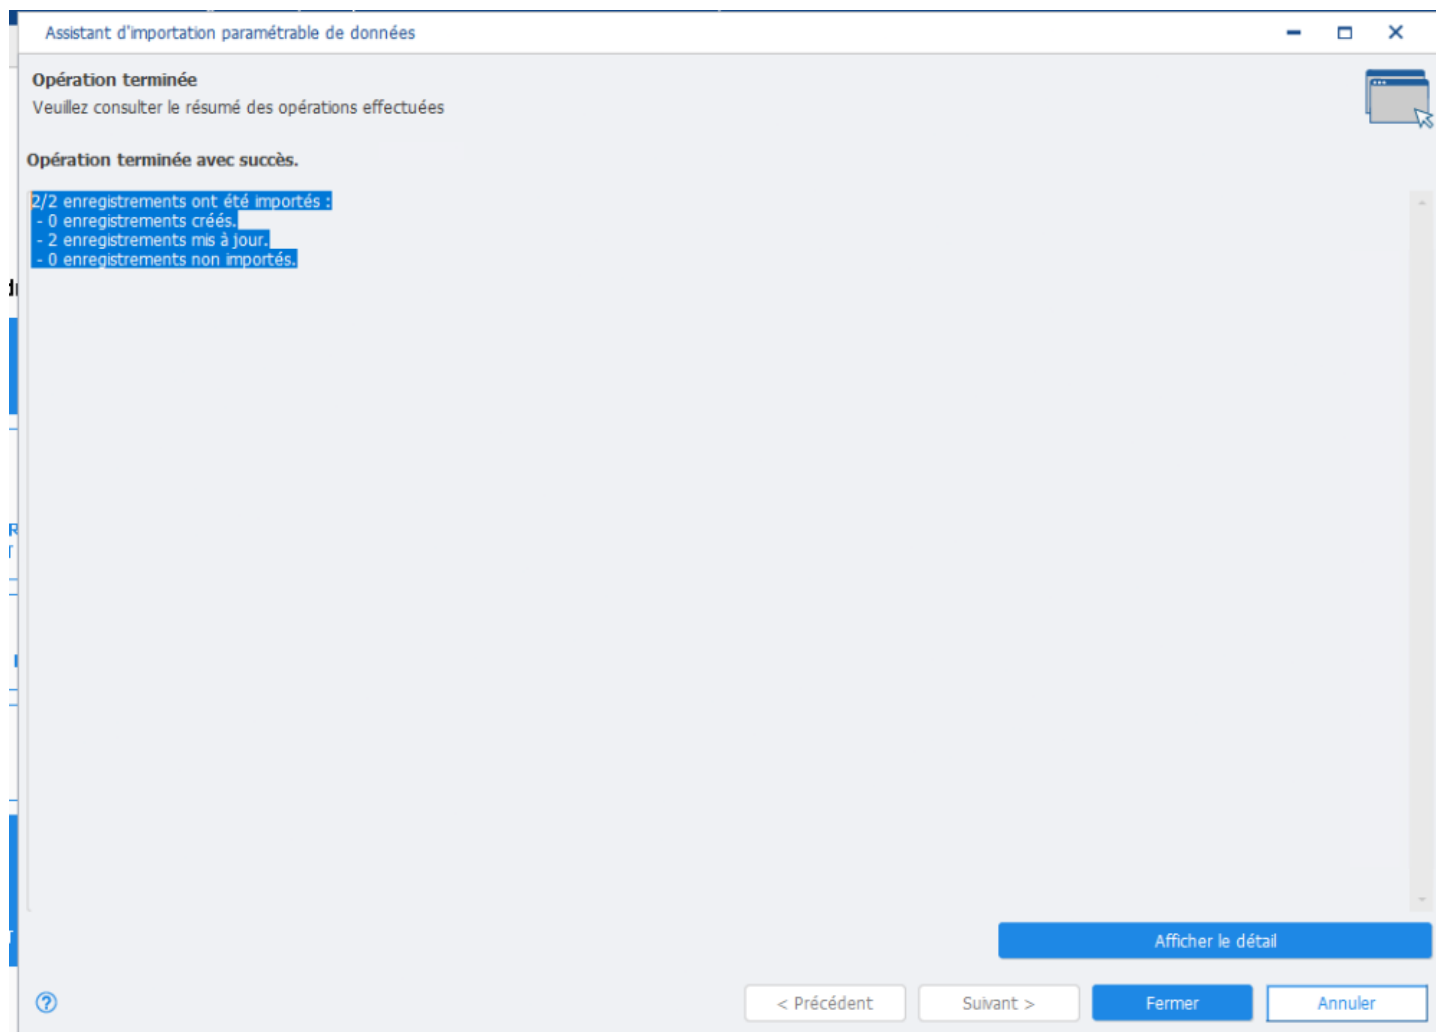 Assistant d'importation paramétrable de données
Opération terminée
Veuillez consulter le résumé des opérations effectuées
Opération terminée avec succès.
2/2 enregistrements ont été importés :
- 0 enregistrements créés.
- 2 enregistrements mis à jour.
- 0 enregistrements non importés.
Afficher le détail
< Précédent
Suivant >
Fermer
Annuler